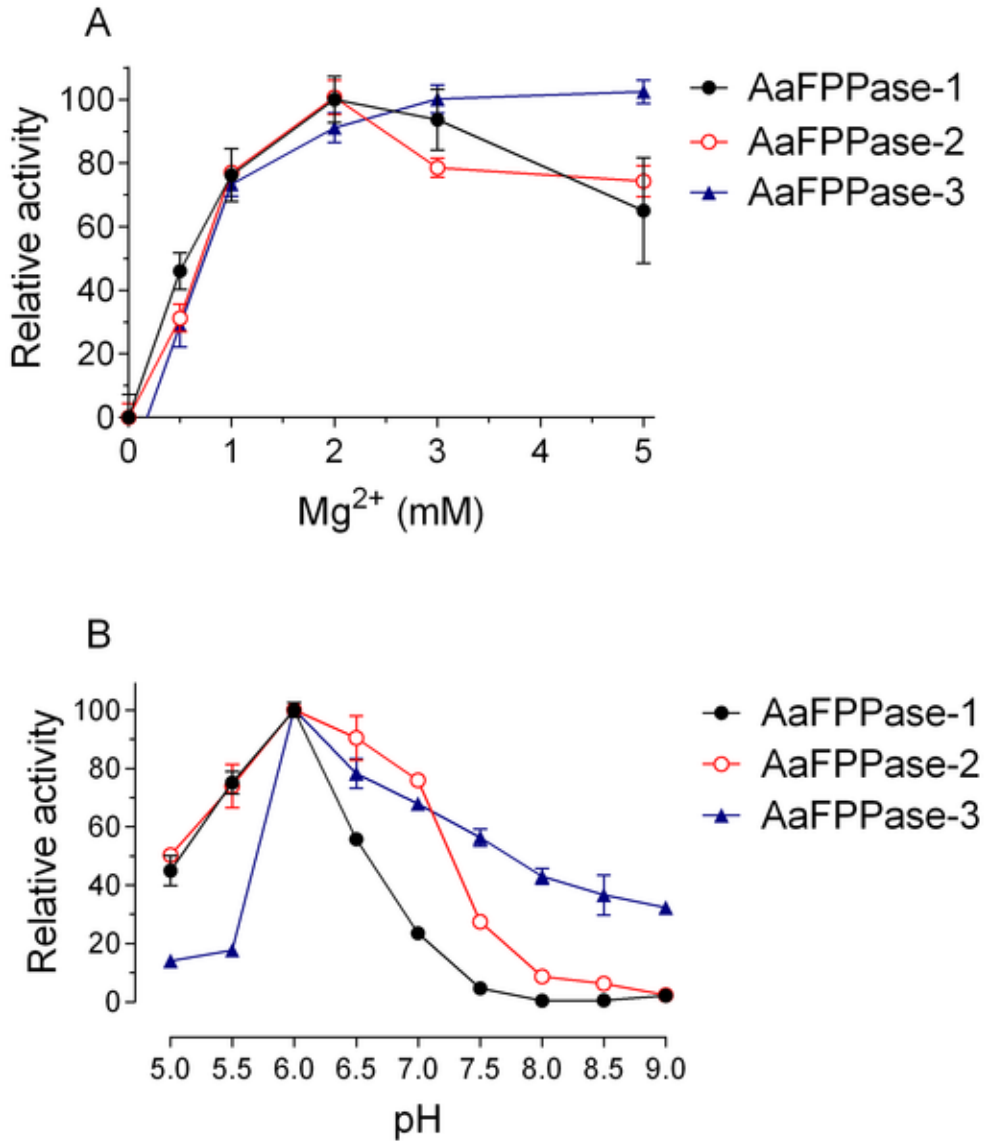 A
Relative activity
100
80
60
40
20
0
0 1 2 3 4 5
Mg²⁺ (mM)
AaFPPase-1
AaFPPase-2
AaFPPase-3
B
Relative activity
100
80
60
40
20
0
5.0 5.5 6.0 6.5 7.0 7.5 8.0 8.5 9.0
pH
AaFPPase-1
AaFPPase-2
AaFPPase-3